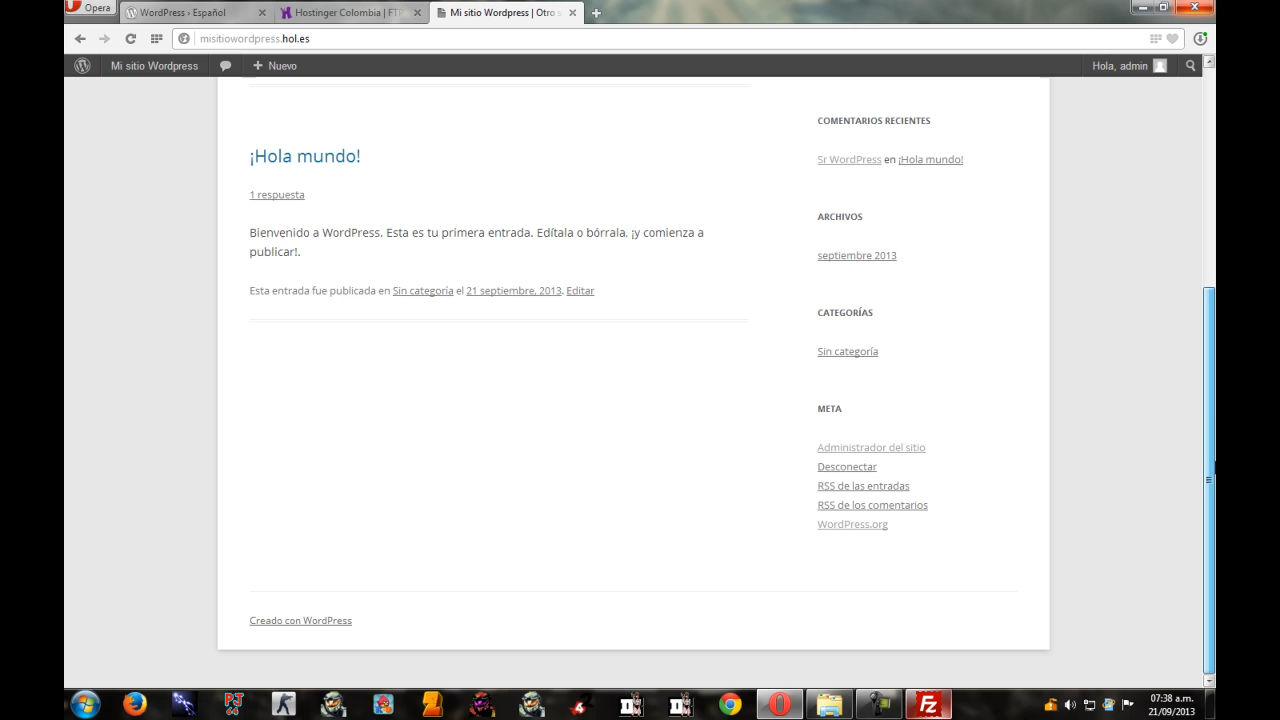 Opera
WordPress › Español
Hostinger Colombia | FTP
Mi sitio Wordpress | Otro s
misitiowordpress.hol.es
Mi sitio Wordpress
Nuevo
Hola, admin
¡Hola mundo!
1 respuesta
Bienvenido a WordPress. Esta es tu primera entrada. Edítala o bórrala, ¡y comienza a
publicar!.
Esta entrada fue publicada en Sin categoría el 21 septiembre, 2013. Editar
COMENTARIOS RECIENTES
Sr WordPress en ¡Hola mundo!
ARCHIVOS
septiembre 2013
CATEGORÍAS
Sin categoría
META
Administrador del sitio
Desconectar
RSS de las entradas
RSS de los comentarios
WordPress.org
Creado con WordPress
07:38 a.m.
21/09/2013